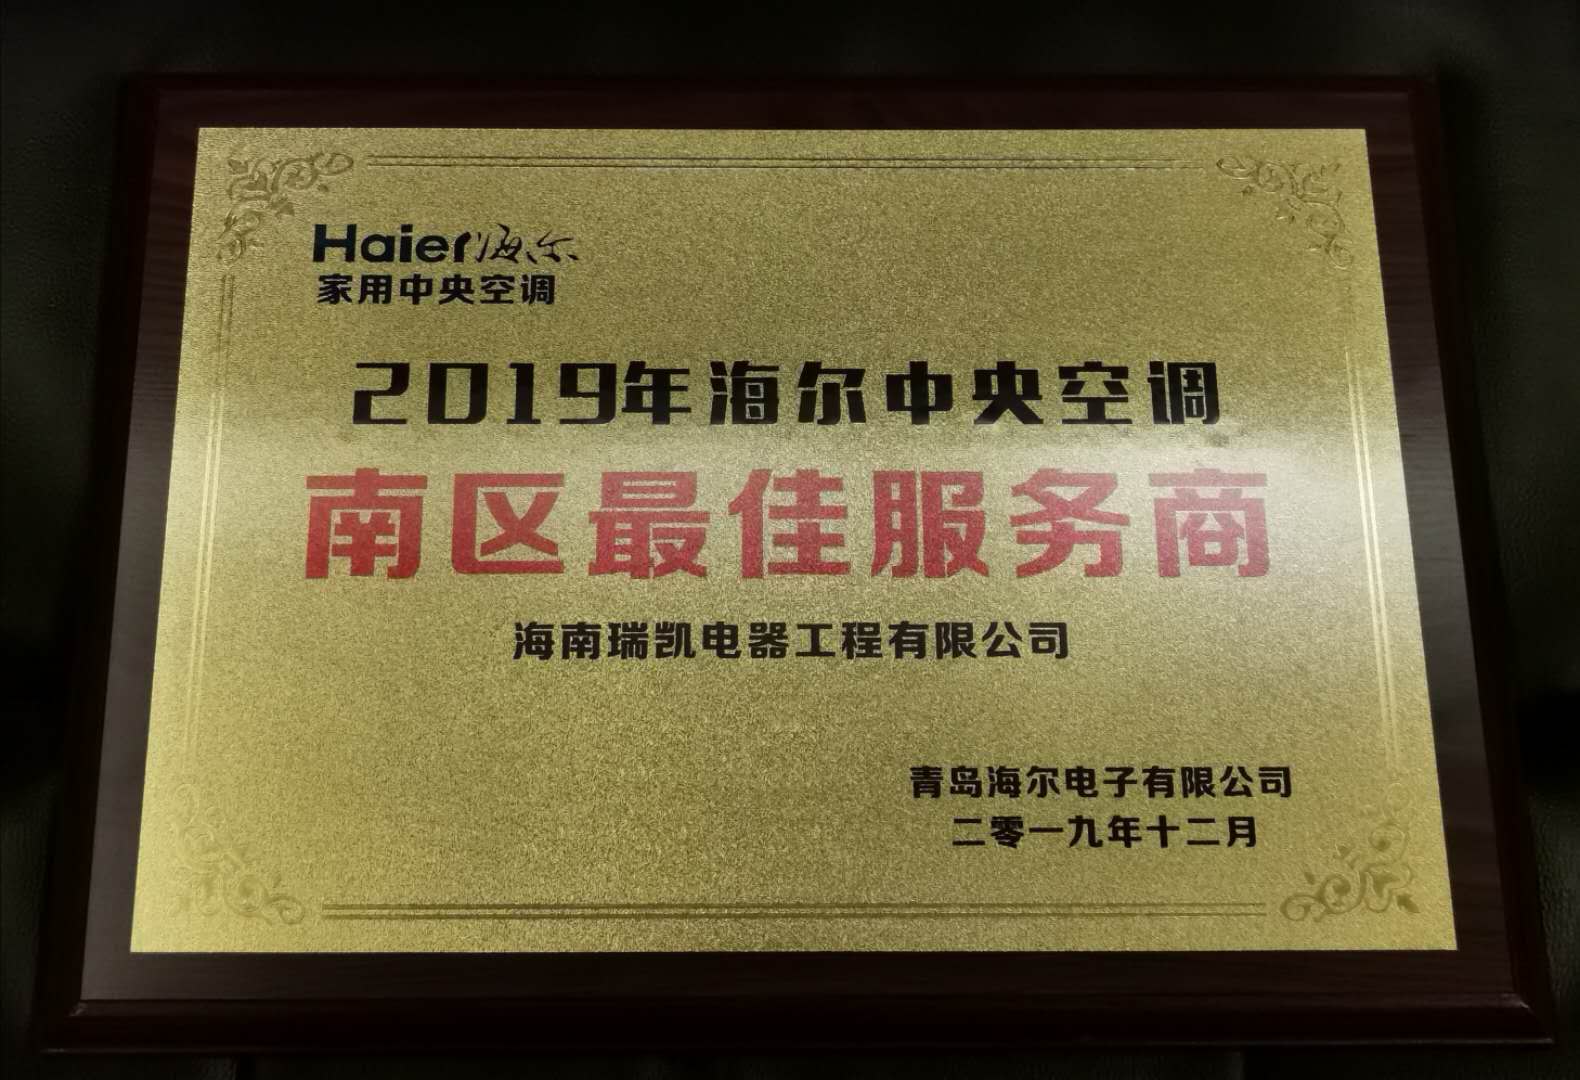 Haier海尔
家用中央空调
2019年海尔中央空调
南区最佳服务商
海南瑞凯电器工程有限公司
青岛海尔电子有限公司
二零一九年十二月